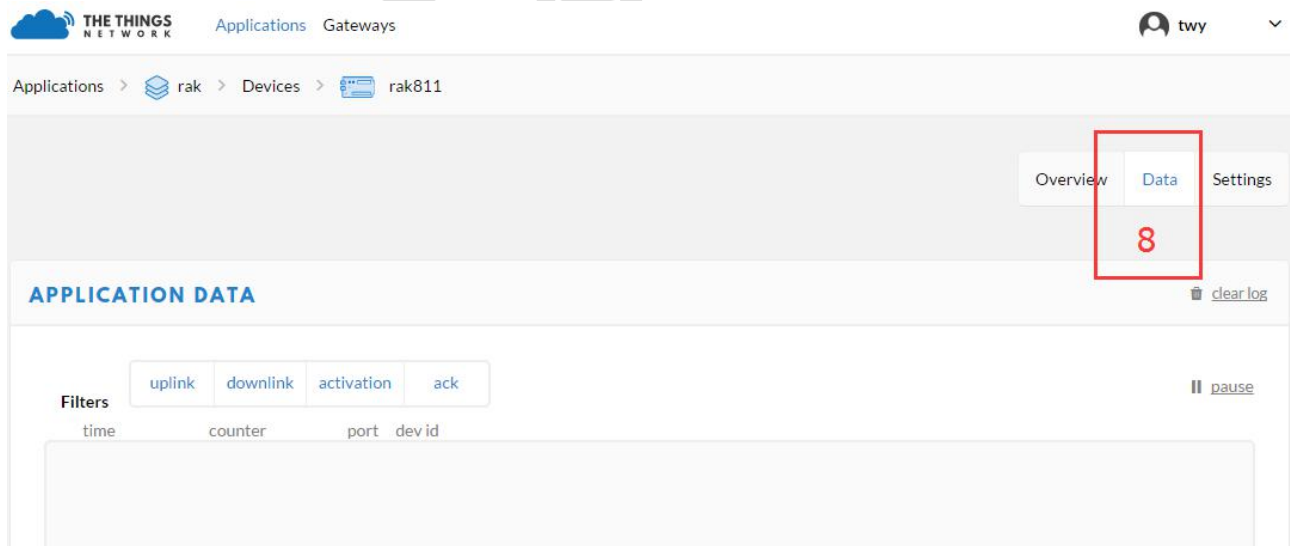 THE THINGS
NETWORK
Applications Gateways
twy
Applications > rak > Devices > rak811
Overview Data Settings
8
APPLICATION DATA
clear log
Filters
uplink downlink activation ack
pause
time counter port dev id